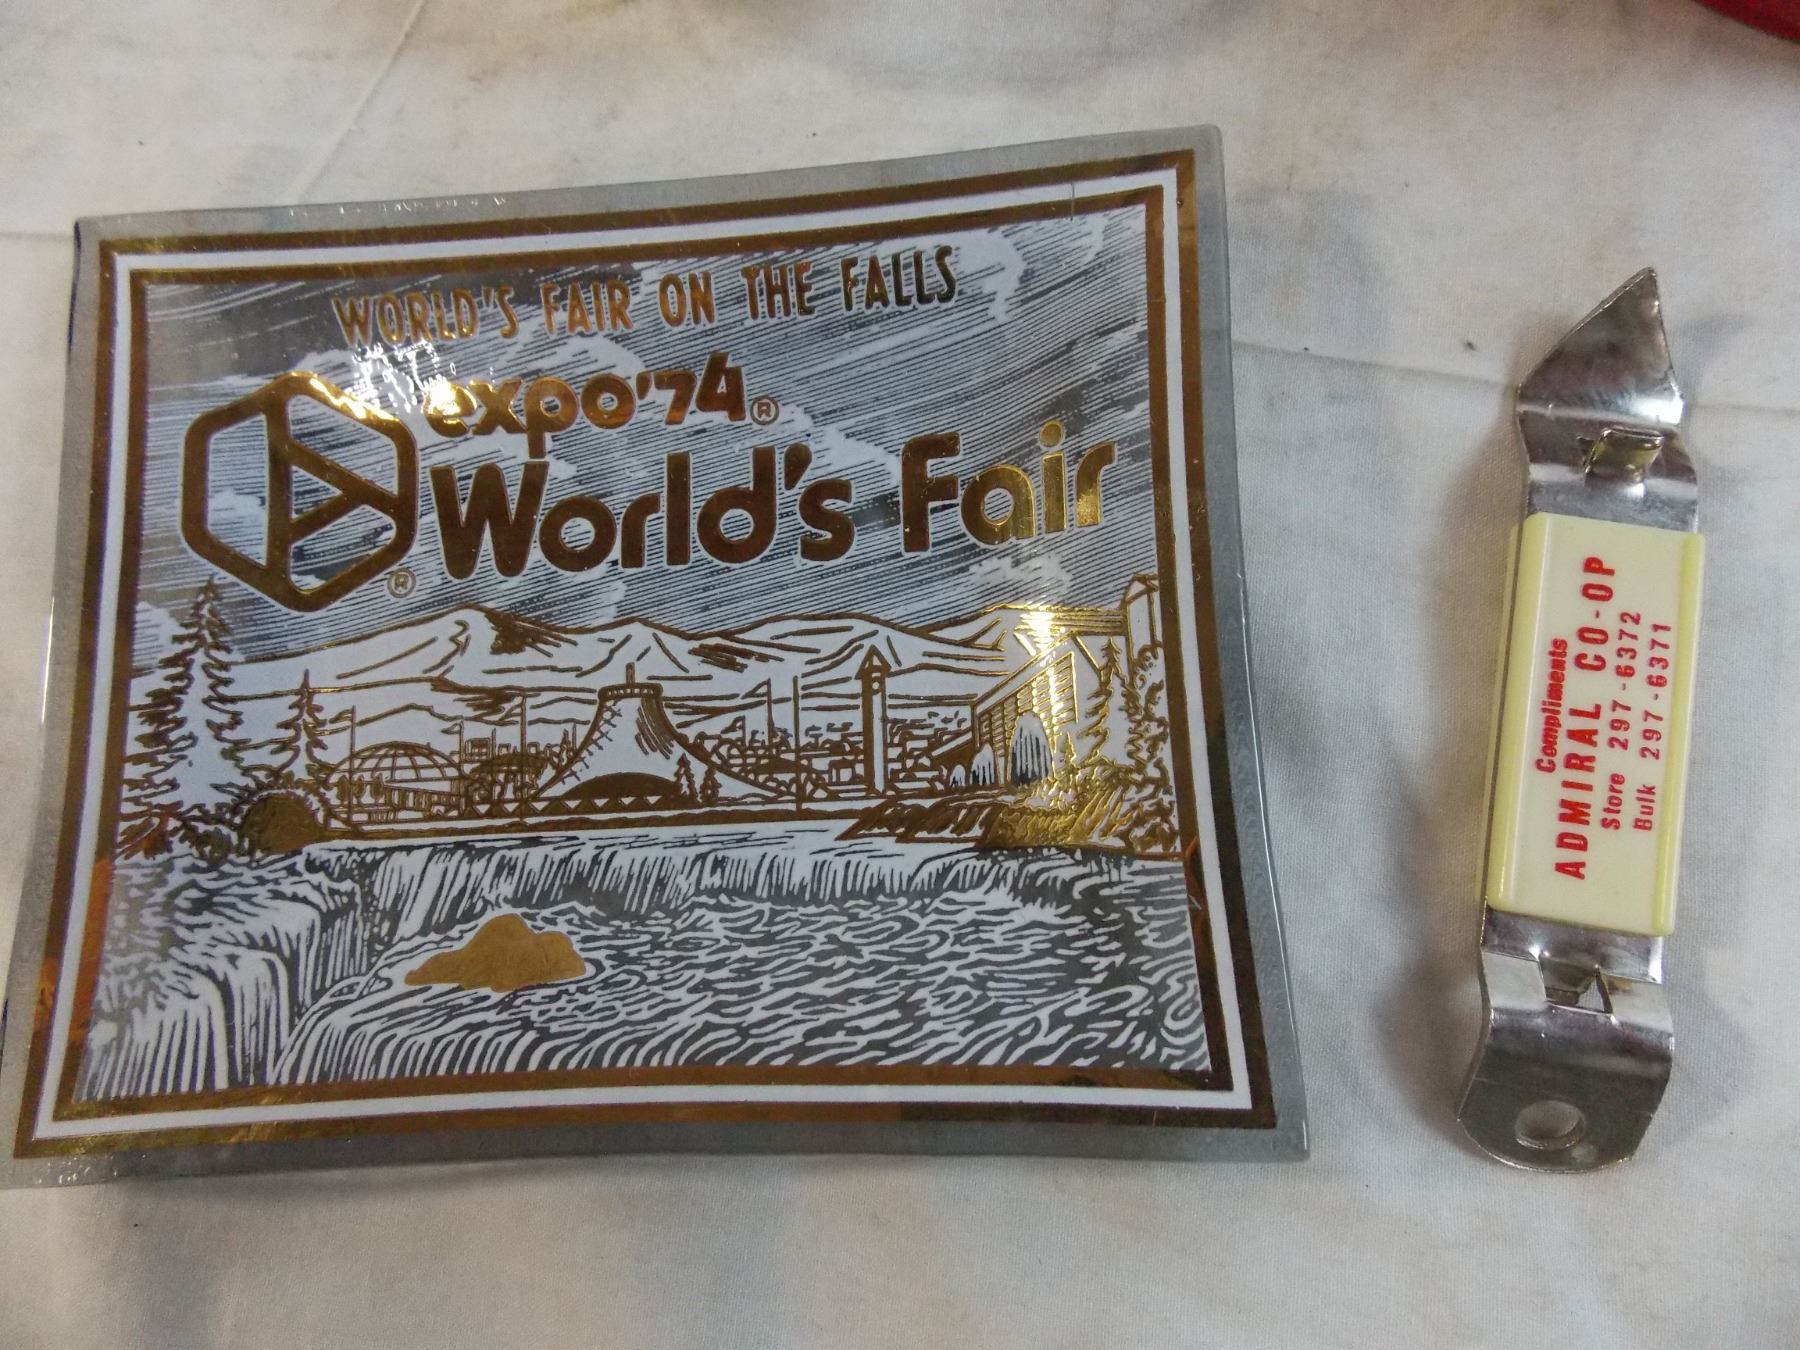 WORLD'S FAIR ON THE FALLS
expo'74®
World's Fair
®
Compliments
ADMIRAL CO-OP
Store 297-6372
Bulk 297-6371